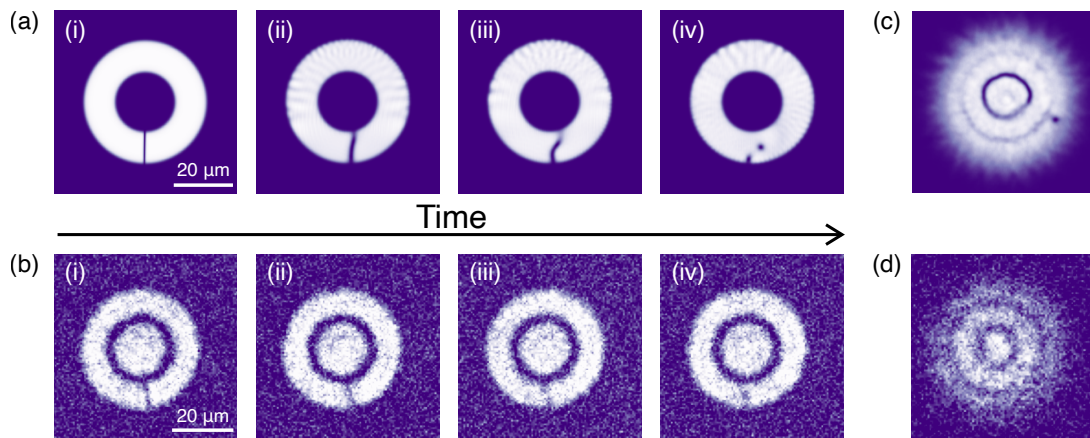 (a) (i) (ii) (iii) (iv) (c)
20 μm
Time
(b) (i) (ii) (iii) (iv) (d)
20 μm